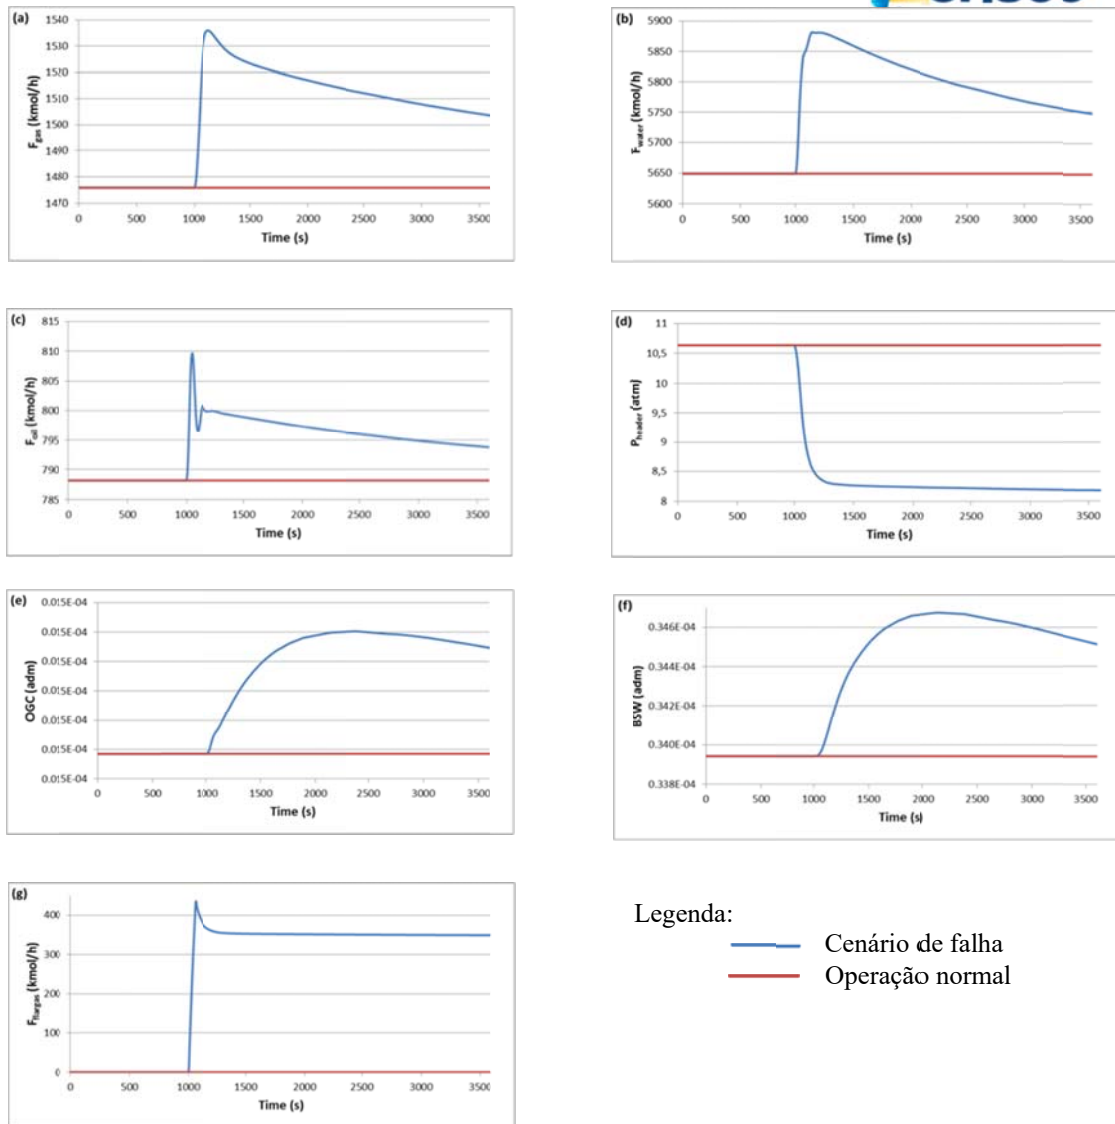 (a)
1540
1530
1520
1510
1500
1490
1480
1470
0 500 1000 1500 2000 2500 3000 3500
Fgas (kmol/h)
Time (s)
(b)
5900
5850
5800
5750
5700
5650
5600
0 500 1000 1500 2000 2500 3000 3500
Fwater (kmol/h)
Time (s)
(c)
815
810
805
800
795
790
785
0 500 1000 1500 2000 2500 3000 3500
Foil (kmol/h)
Time (s)
(d)
11
10,5
10
9,5
9
8,5
8
0 500 1000 1500 2000 2500 3000 3500
Pheader (atm)
Time (s)
(e)
0.015E-04
0.015E-04
0.015E-04
0.015E-04
0.015E-04
0.015E-04
0.015E-04
0 500 1000 1500 2000 2500 3000 3500
OGC (adm)
Time (s)
(f)
0.346E-04
0.344E-04
0.342E-04
0.340E-04
0.338E-04
0 500 1000 1500 2000 2500 3000 3500
BSW (adm)
Time (s)
(g)
400
300
200
100
0
0 500 1000 1500 2000 2500 3000 3500
(kmol/h)
Time (s)
Legenda:
Cenário de falha
Operação normal